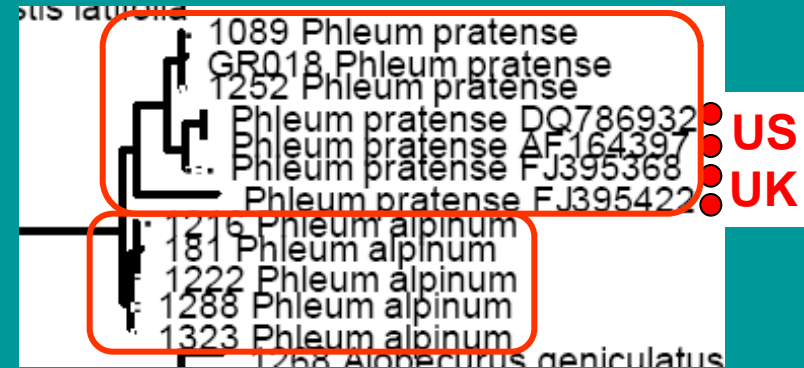 stis latifolia
1089 Phleum pratense
GR018 Phleum pratense
1252 Phleum pratense
Phleum pratense DQ786932
Phleum pratense AF164397
Phleum pratense FJ395368
Phleum pratense FJ395422
US
UK
1216 Phleum alpinum
181 Phleum alpinum
1222 Phleum alpinum
1288 Phleum alpinum
1323 Phleum alpinum
1268 Alopecurus geniculatus